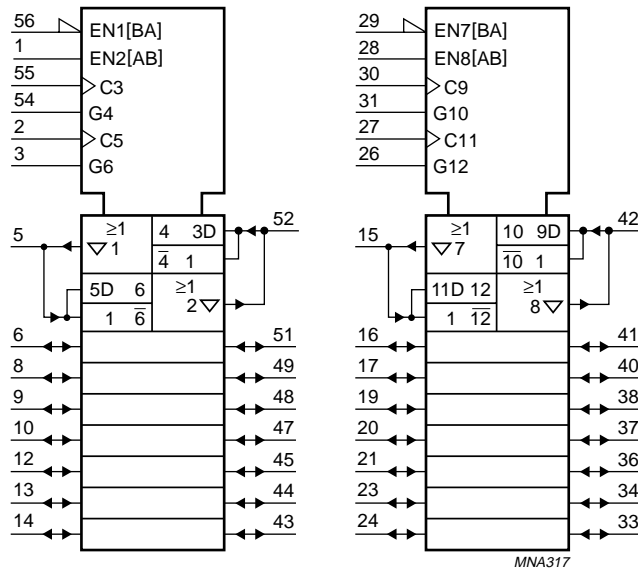 56 EN1[BA]
1 EN2[AB]
55 C3
54 G4
2 C5
3 G6
5 ≥1 4 3D 52
1 4̅ 1
5D 6 ≥1
1 6̅ 2
6 51
8 49
9 48
10 47
12 45
13 44
14 43
29 EN7[BA]
28 EN8[AB]
30 C9
31 G10
27 C11
26 G12
15 ≥1 10 9D 42
7 1̅0̅ 1
11D 12 ≥1
1 1̅2̅ 8
16 41
17 40
19 38
20 37
21 36
23 34
24 33
MNA317